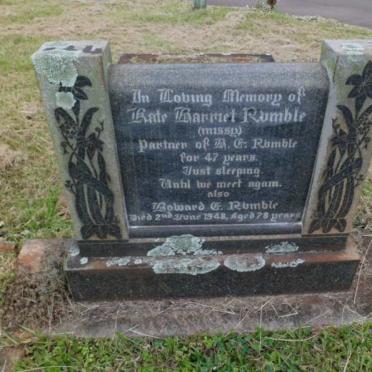 In Loving Memory of
Kate Harriet Rumble
(missy)
Partner of H. E. Rumble
for 47 years.
Just sleeping.
Until we meet again.
also
Howard E. Rumble
Died 2nd June 1948, Aged 78 years